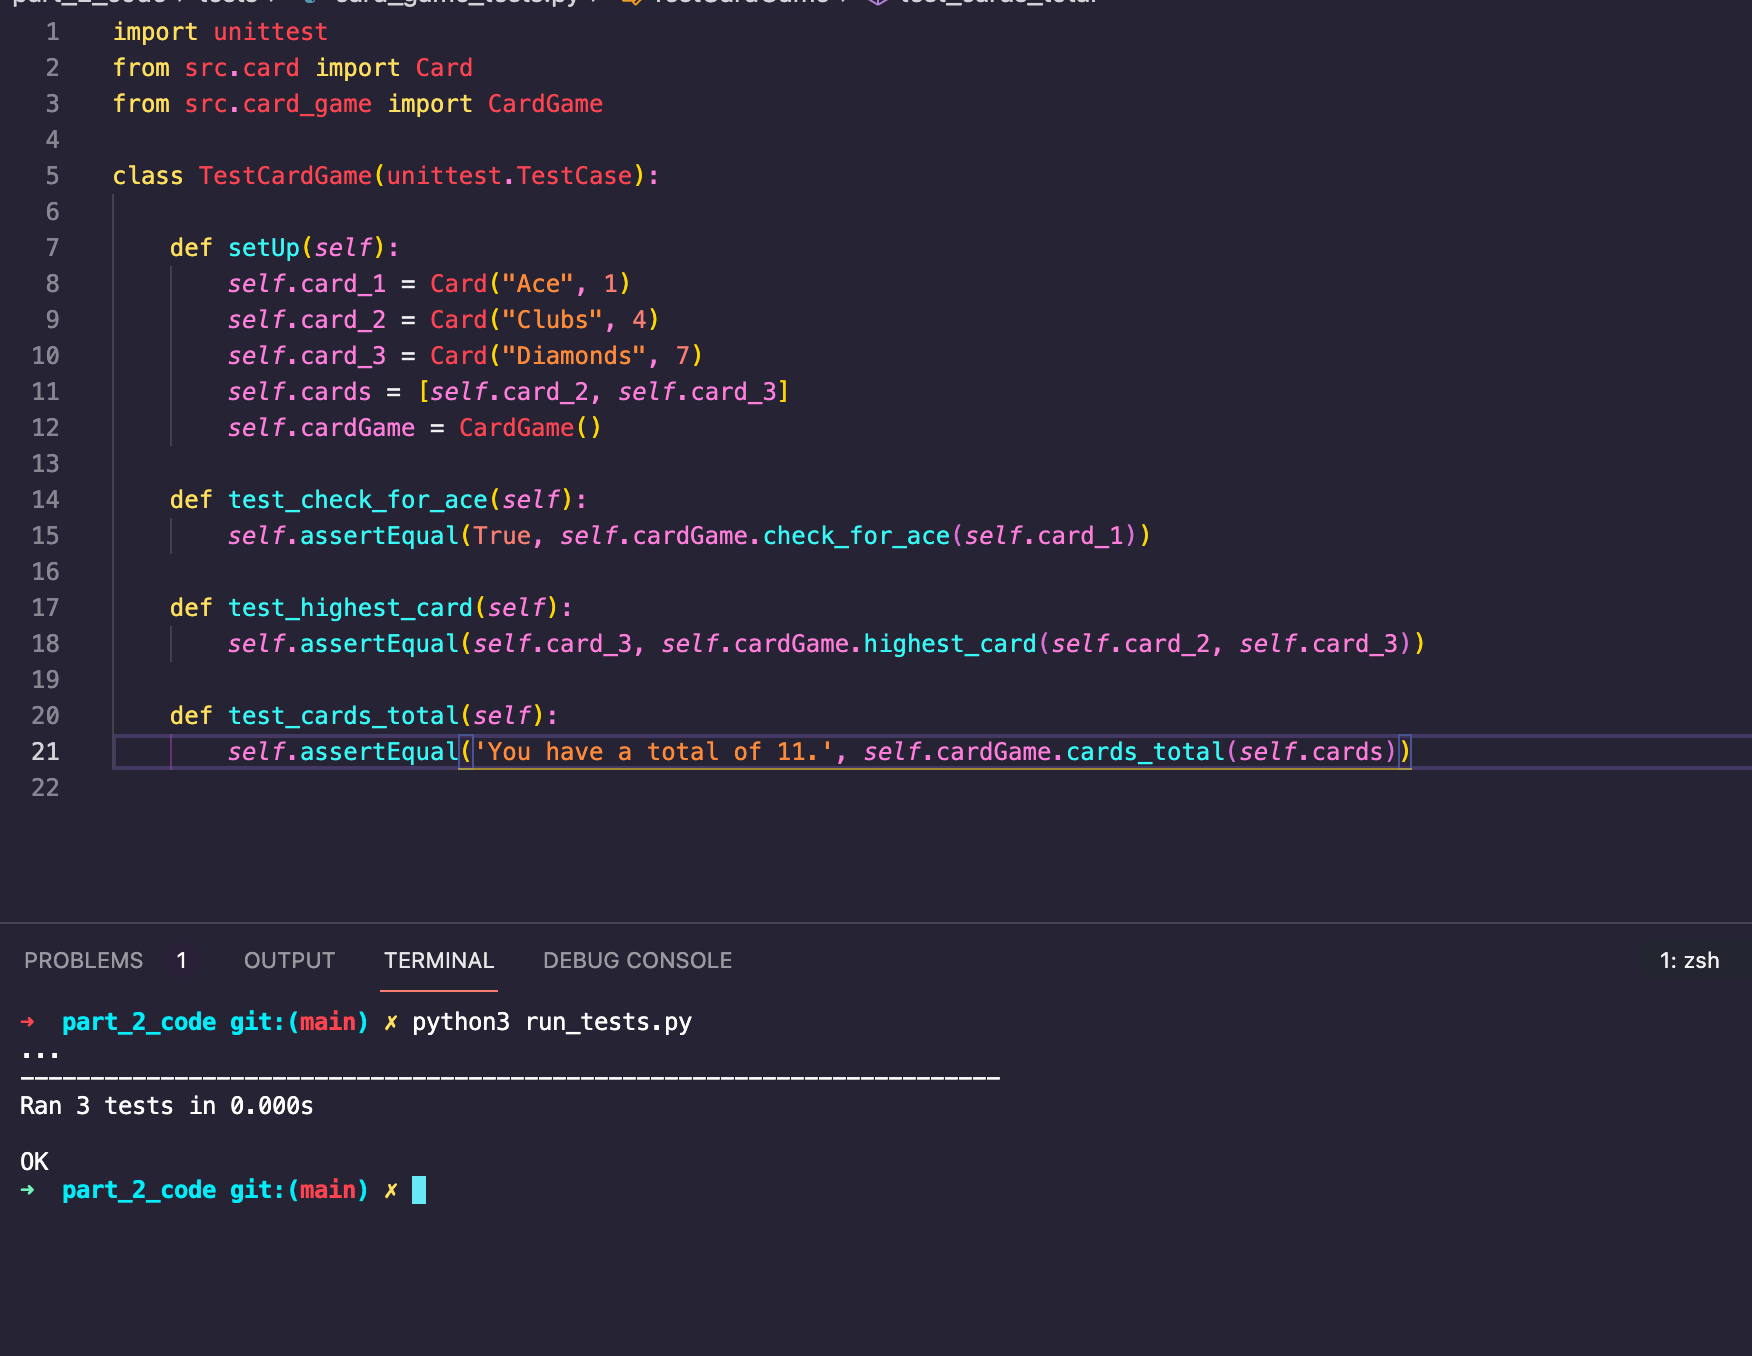 1 import unittest
2 from src.card import Card
3 from src.card_game import CardGame
4
5 class TestCardGame(unittest.TestCase):
6
7 def setUp(self):
8 self.card_1 = Card("Ace", 1)
9 self.card_2 = Card("Clubs", 4)
10 self.card_3 = Card("Diamonds", 7)
11 self.cards = [self.card_2, self.card_3]
12 self.cardGame = CardGame()
13
14 def test_check_for_ace(self):
15 self.assertEqual(True, self.cardGame.check_for_ace(self.card_1))
16
17 def test_highest_card(self):
18 self.assertEqual(self.card_3, self.cardGame.highest_card(self.card_2, self.card_3))
19
20 def test_cards_total(self):
21 self.assertEqual('You have a total of 11.', self.cardGame.cards_total(self.cards))
22
PROBLEMS 1 OUTPUT TERMINAL DEBUG CONSOLE 1: zsh
➜ part_2_code git:(main) ✗ python3 run_tests.py
...
----------------------------------------------------------------------
Ran 3 tests in 0.000s
OK
➜ part_2_code git:(main) ✗